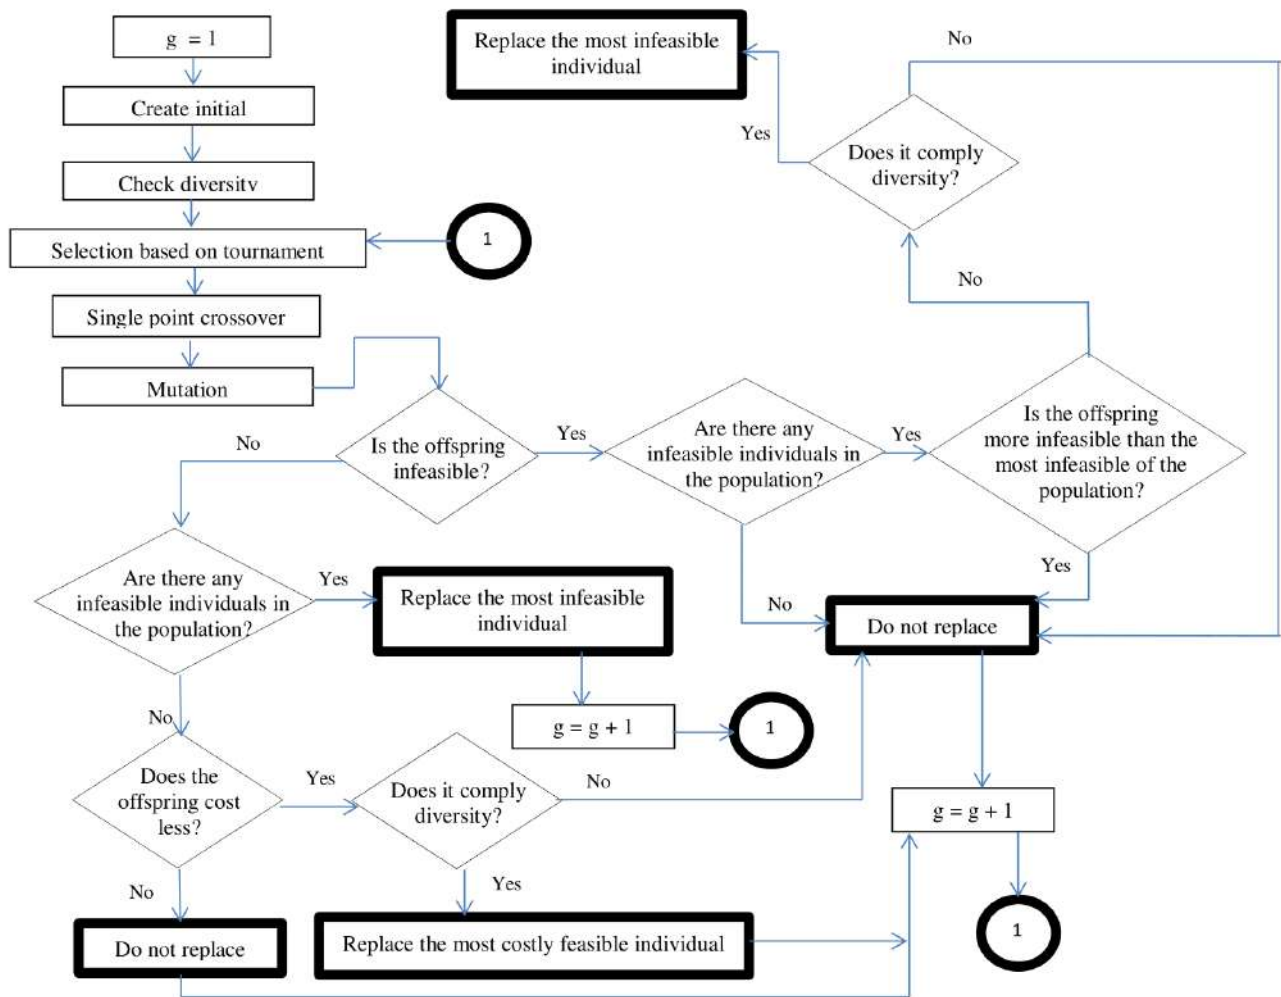 g = 1
Create initial
Check diversity
Selection based on tournament
1
Single point crossover
Mutation
Replace the most infeasible
individual
No
Yes
Does it comply
diversity?
No
No
Is the offspring
infeasible?
Yes
Are there any
infeasible individuals in
the population?
Yes
Is the offspring
more infeasible than the
most infeasible of the
population?
Yes
No
Do not replace
Are there any
infeasible individuals in
the population?
Yes
Replace the most infeasible
individual
g = g + 1
1
No
Does the
offspring cost
less?
Yes
Does it comply
diversity?
No
g = g + 1
1
No
Do not replace
Yes
Replace the most costly feasible individual